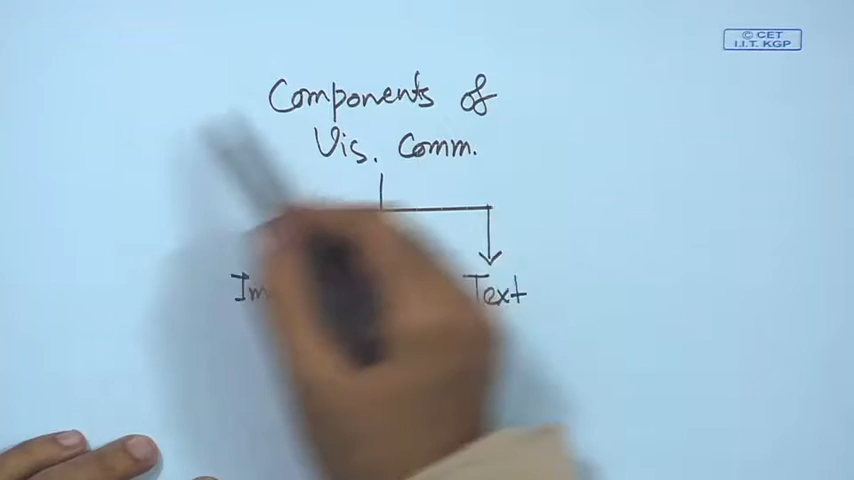 © CET
I.I.T. KGP
Components of
Vis. Comm.
Text